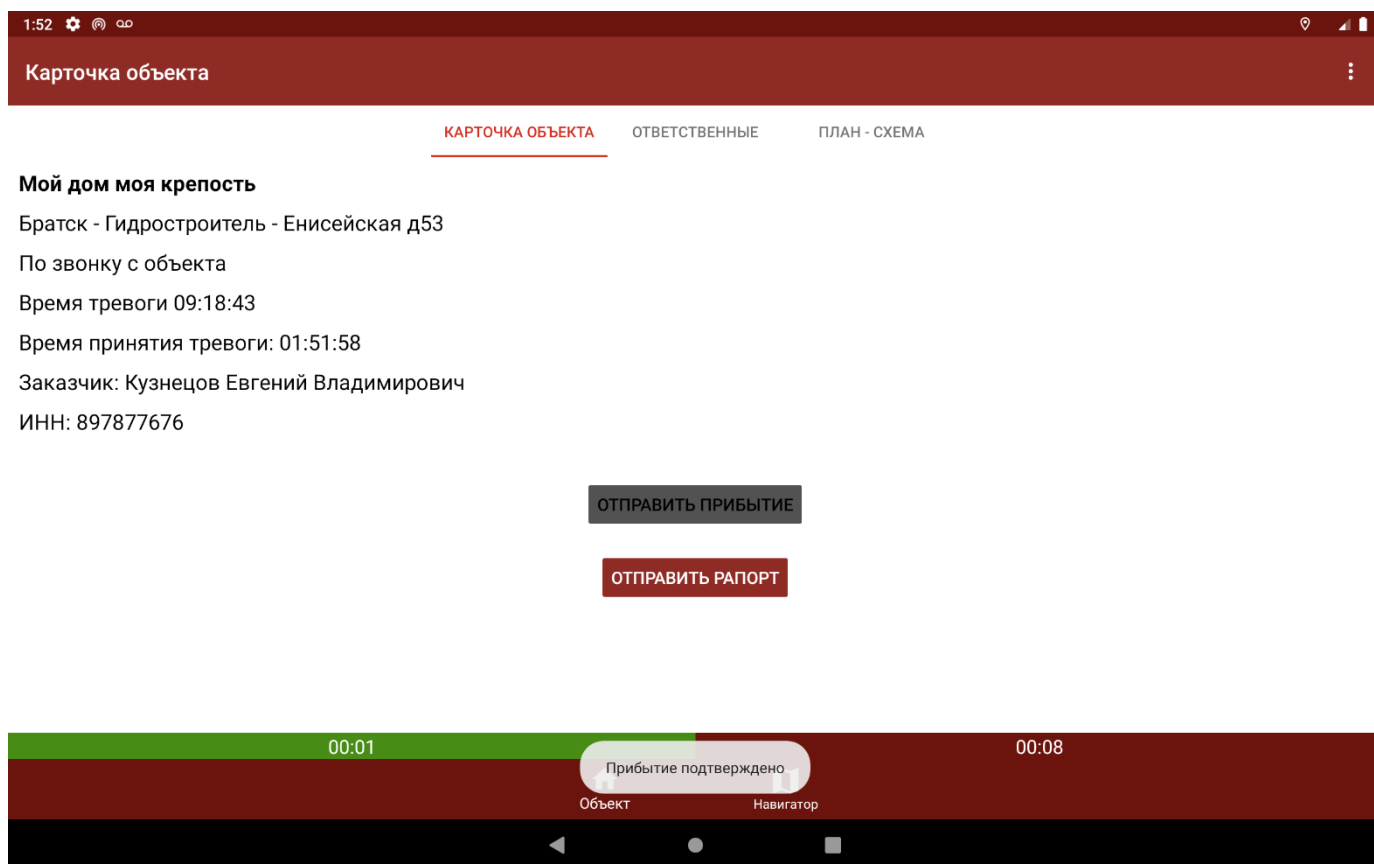 1:52
Карточка объекта
КАРТОЧКА ОБЪЕКТА ОТВЕТСТВЕННЫЕ ПЛАН - СХЕМА
Мой дом моя крепость
Братск - Гидростроитель - Енисейская д53
По звонку с объекта
Время тревоги 09:18:43
Время принятия тревоги: 01:51:58
Заказчик: Кузнецов Евгений Владимирович
ИНН: 897877676
ОТПРАВИТЬ ПРИБЫТИЕ
ОТПРАВИТЬ РАПОРТ
00:01 00:08
Прибытие подтверждено
Объект Навигатор